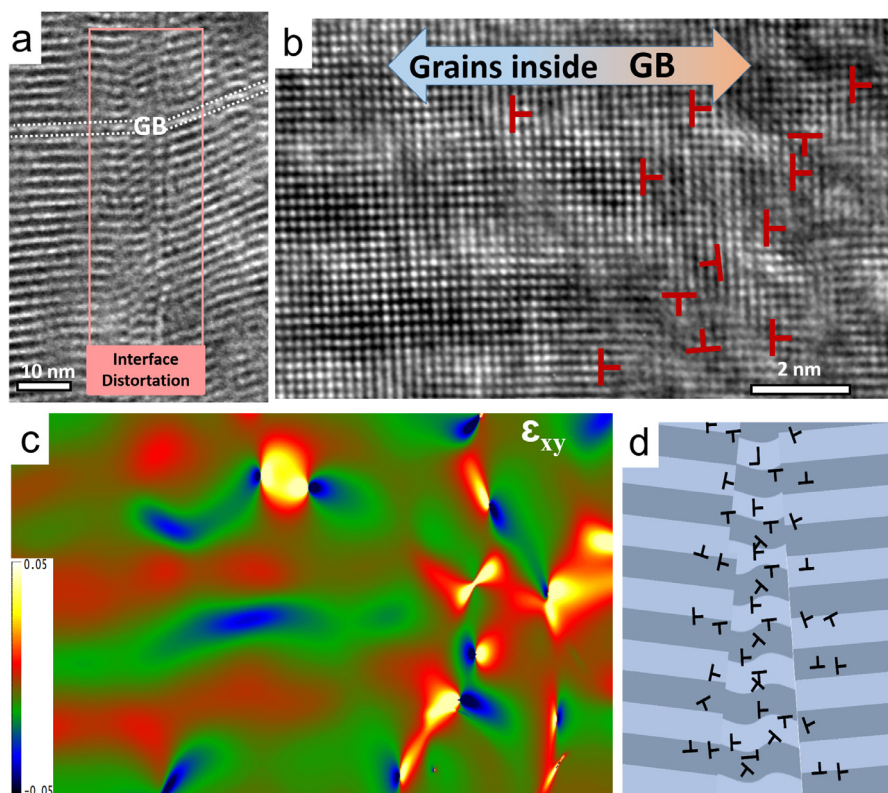 a
GB
Interface
Distortation
10 nm
b
Grains inside GB
2 nm
c
εxy
0.05
-0.05
d